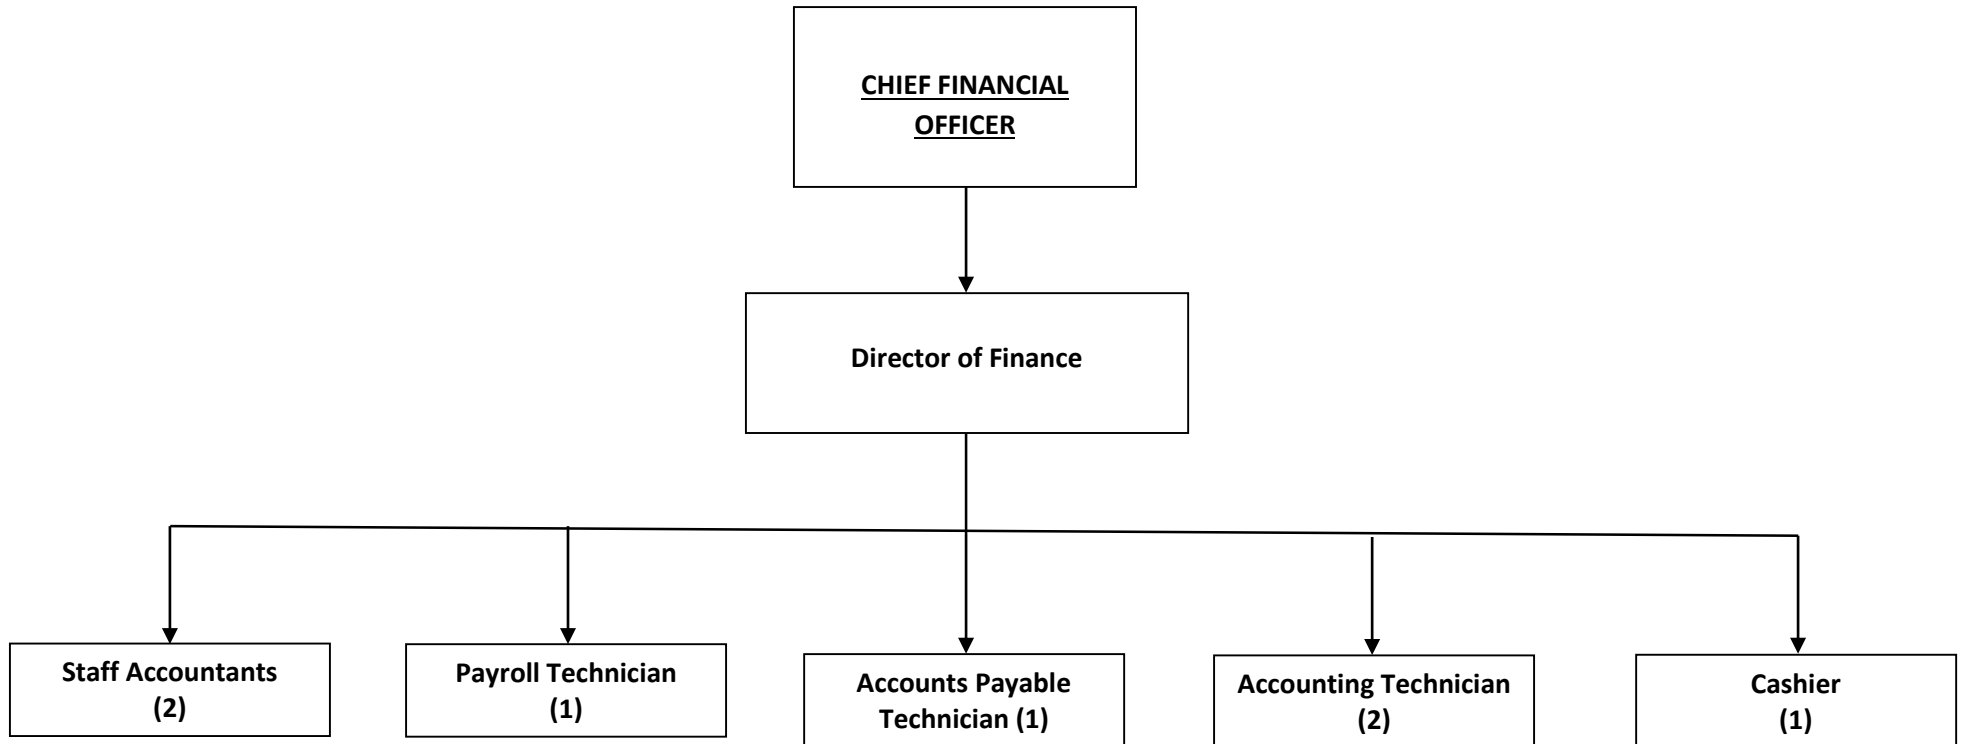 CHIEF FINANCIAL
OFFICER
Director of Finance
Staff Accountants
(2)
Payroll Technician
(1)
Accounts Payable
Technician (1)
Accounting Technician
(2)
Cashier
(1)